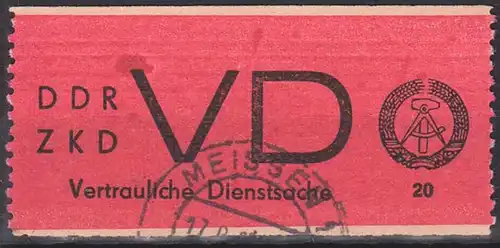 DDR
ZKD
VD
Vertrauliche Dienstsache
20
MEISSEN